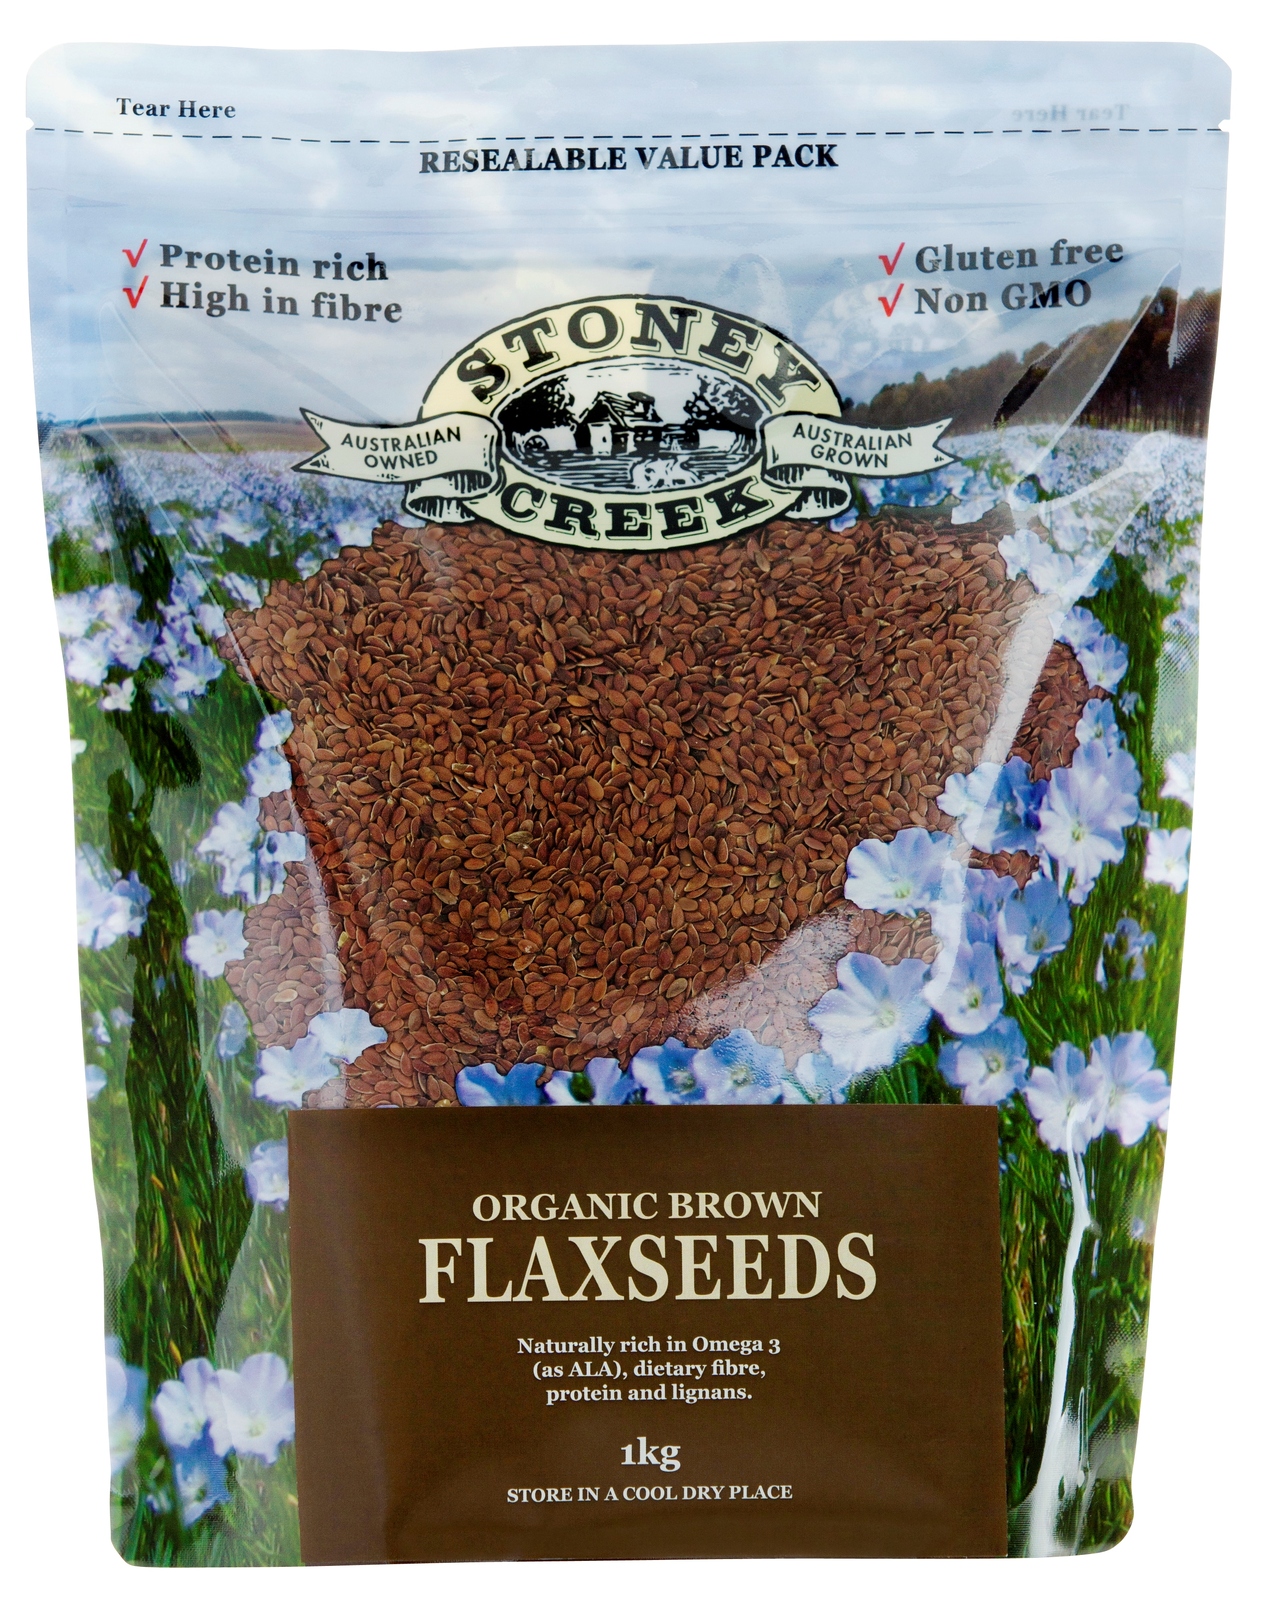 Tear Here
Tear Here
RESEALABLE VALUE PACK
√ Protein rich
√ High in fibre
√ Gluten free
√ Non GMO
STONEY
AUSTRALIAN
OWNED
AUSTRALIAN
GROWN
CREEK
ORGANIC BROWN
FLAXSEEDS
Naturally rich in Omega 3
(as ALA), dietary fibre,
protein and lignans.
1kg
STORE IN A COOL DRY PLACE